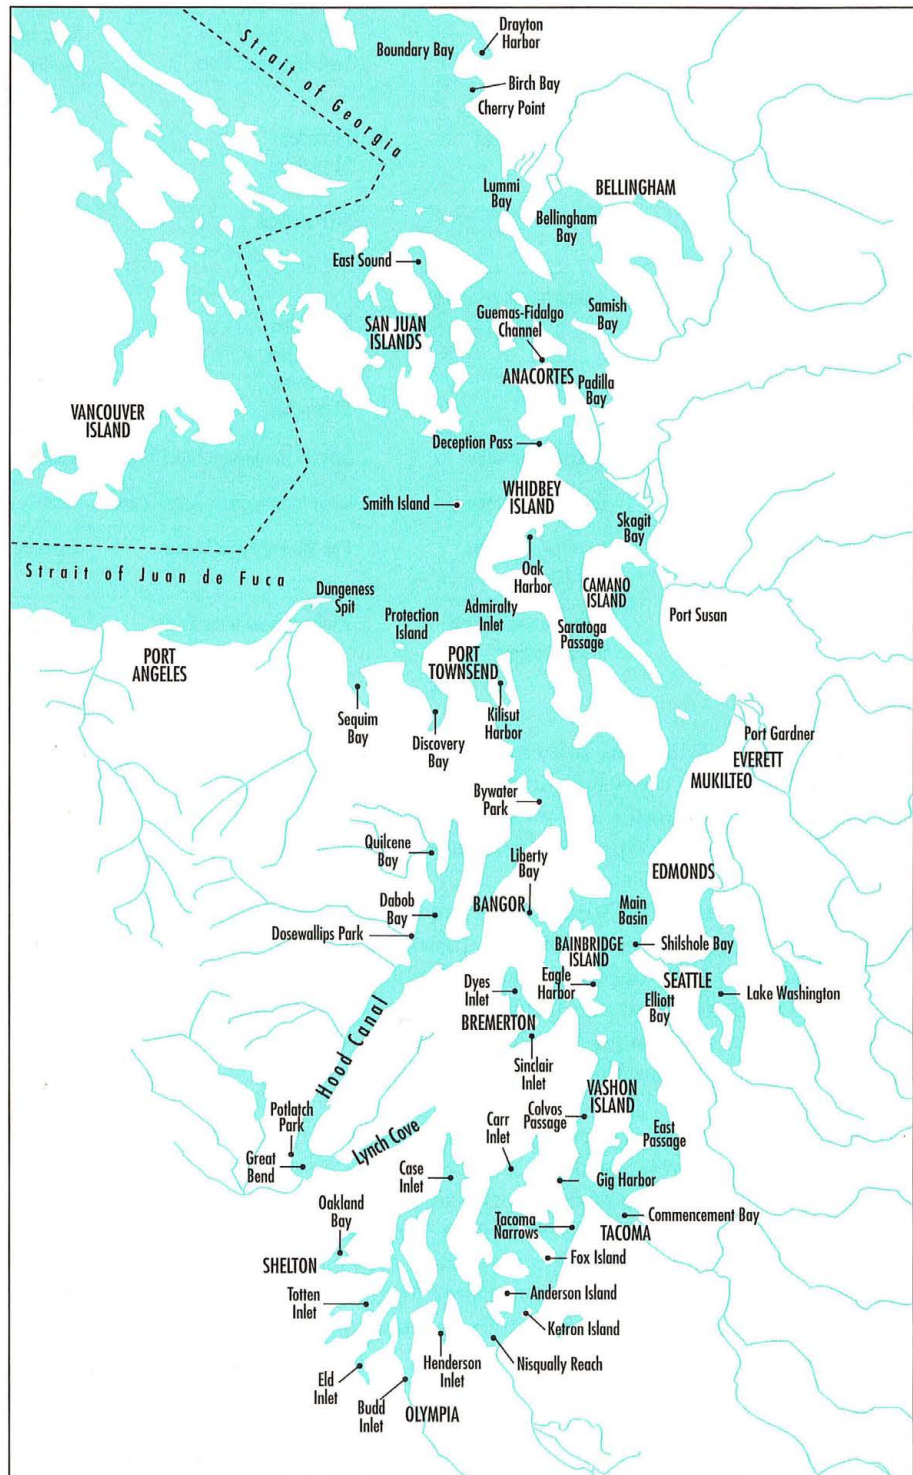 Drayton
Harbor
Boundary Bay
Strait of Georgia
Birch Bay
Cherry Point
Lummi
Bay
BELLINGHAM
Bellingham
Bay
East Sound
Samish
Bay
Guemas-Fidalgo
Channel
SAN JUAN
ISLANDS
ANACORTES
Padilla
Bay
VANCOUVER
ISLAND
Deception Pass
WHIDBEY
ISLAND
Smith Island
Skagit
Bay
Oak
Harbor
Strait of Juan de Fuca
CAMANO
ISLAND
Dungeness
Spit
Protection
Island
Admiralty
Inlet
Port Susan
Saratoga
Passage
PORT
ANGELES
PORT
TOWNSEND
Sequim
Bay
Kilisut
Harbor
Discovery
Bay
Port Gardner
EVERETT
MUKILTEO
Bywater
Park
Quilcene
Bay
Liberty
Bay
EDMONDS
Dabob
Bay
BANGOR
Main
Basin
Dosewallips Park
BAINBRIDGE
ISLAND
Shilshole Bay
Dyes
Inlet
Eagle
Harbor
SEATTLE
Lake Washington
Elliott
Bay
BREMERTON
Hood Canal
Sinclair
Inlet
VASHON
ISLAND
Colvos
Passage
Potlatch
Park
Lynch Cove
Carr
Inlet
East
Passage
Great
Bend
Case
Inlet
Gig Harbor
Oakland
Bay
Tacoma
Narrows
Commencement Bay
TACOMA
SHELTON
Fox Island
Totten
Inlet
Anderson Island
Ketron Island
Henderson
Inlet
Nisqually Reach
Eld
Inlet
Budd
Inlet
OLYMPIA